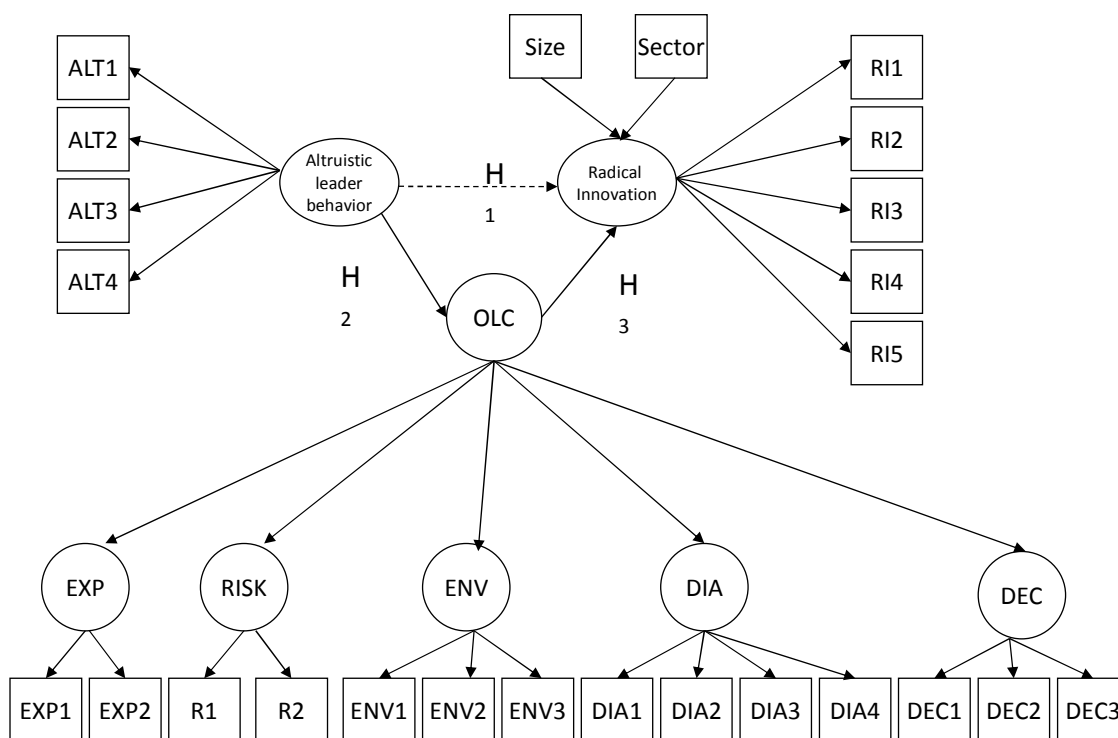 Size
Sector
ALT1
ALT2
ALT3
ALT4
Altruistic
leader
behavior
H
1
Radical
Innovation
RI1
RI2
RI3
RI4
RI5
H
2
OLC
H
3
EXP
RISK
ENV
DIA
DEC
EXP1
EXP2
R1
R2
ENV1
ENV2
ENV3
DIA1
DIA2
DIA3
DIA4
DEC1
DEC2
DEC3